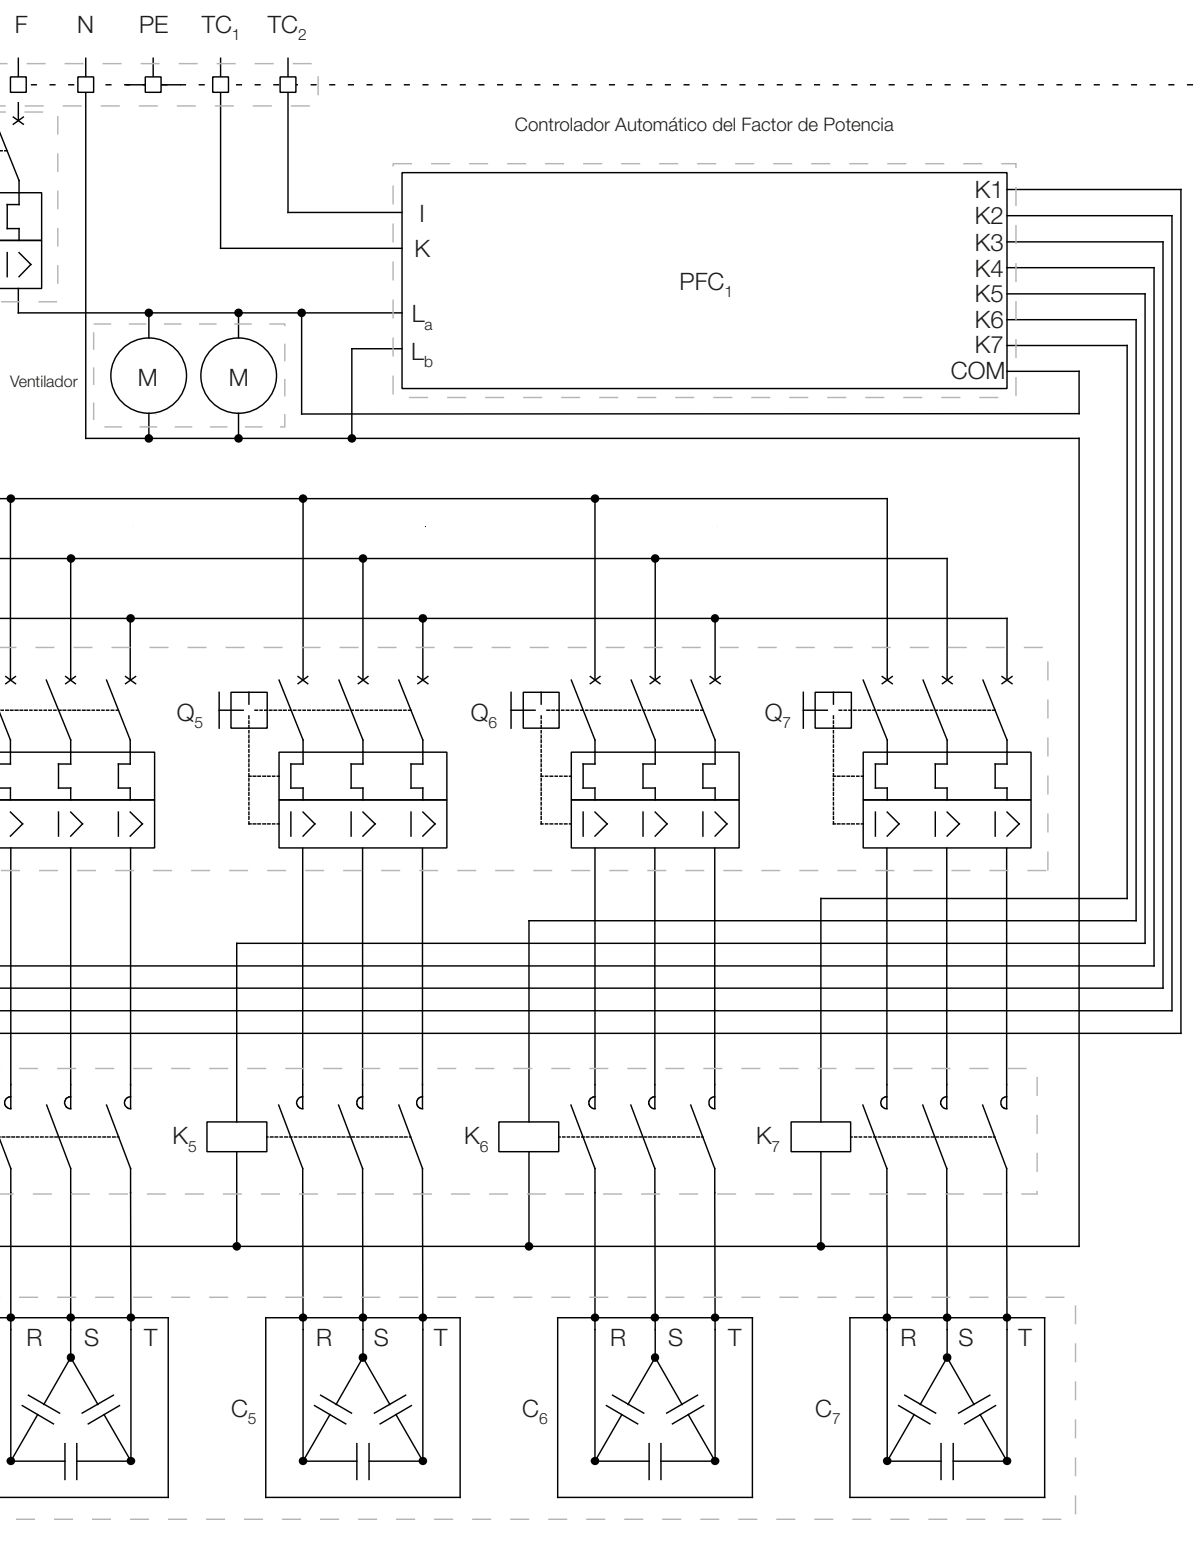 F N PE TC1 TC2
Controlador Automático del Factor de Potencia
I
K
La
Lb
PFC1
K1
K2
K3
K4
K5
K6
K7
COM
Ventilador
M M
Q5 Q6 Q7
I> I> I> I> I> I> I> I> I> I> I>
K5 K6 K7
R S T R S T R S T R S T
C5 C6 C7